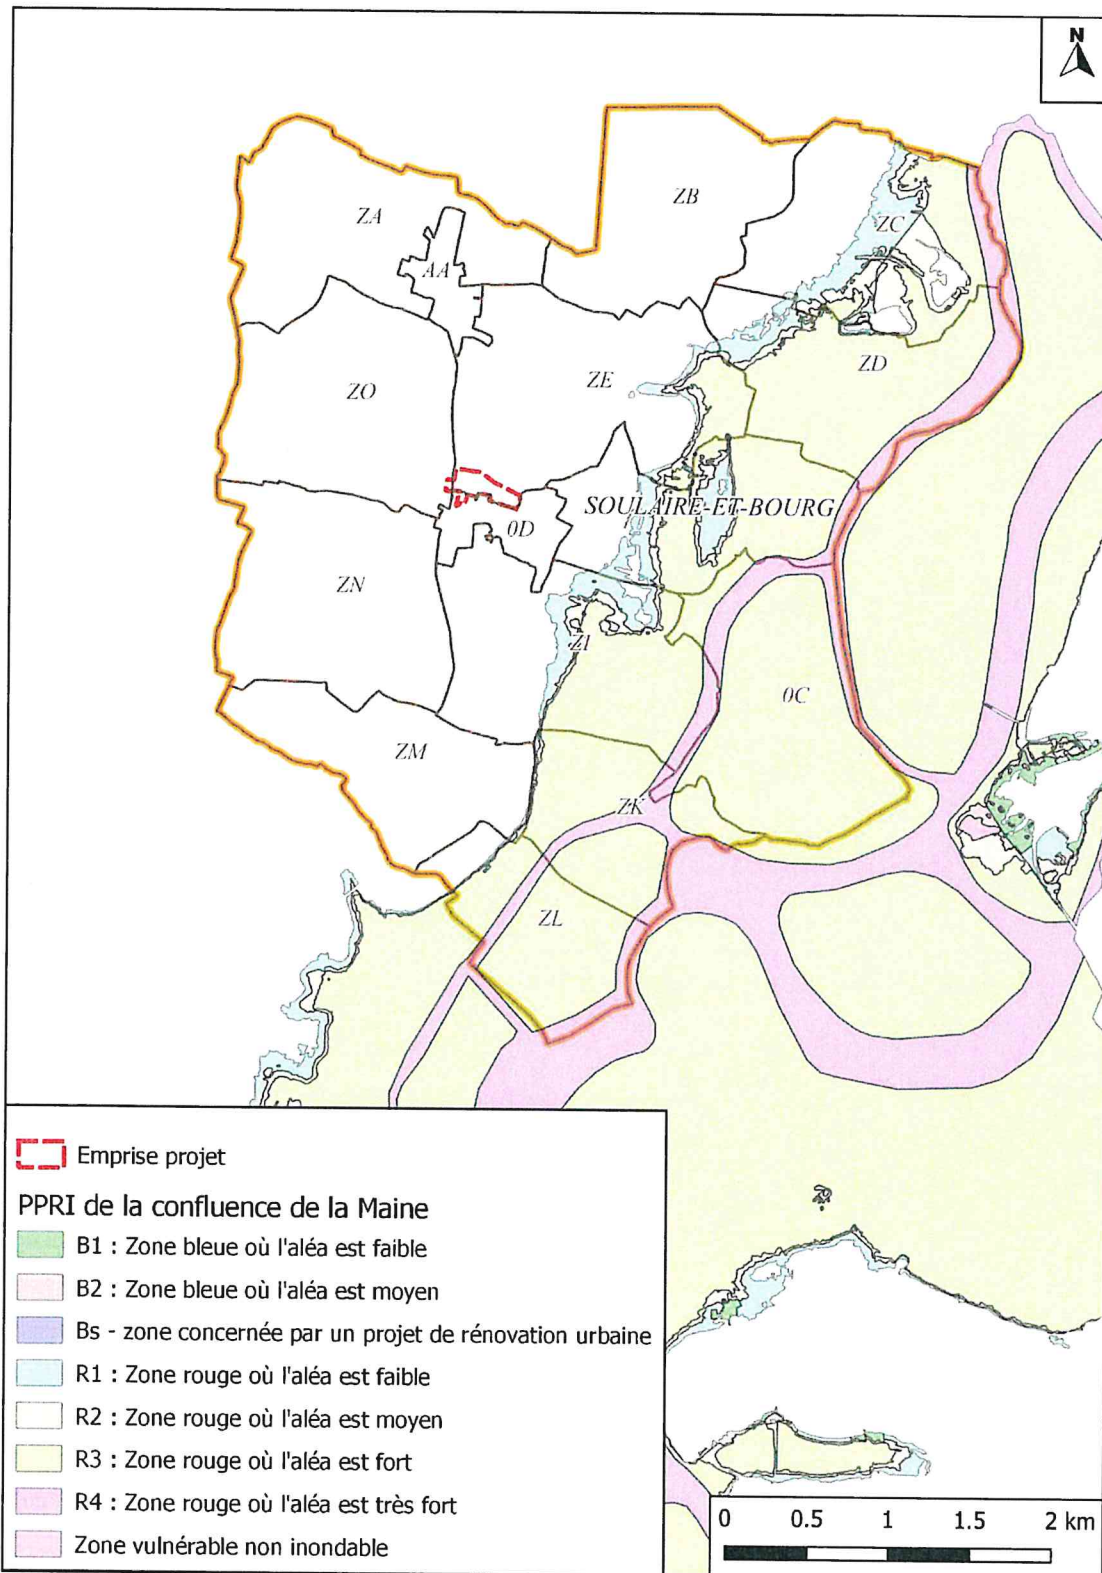 N
ZB
ZA
ZC
AA
ZD
ZE
ZO
SOULAIRE-ET-BOURG
0D
ZN
ZI
0C
ZM
ZK
ZL
Emprise projet
PPRI de la confluence de la Maine
B1 : Zone bleue où l'aléa est faible
B2 : Zone bleue où l'aléa est moyen
Bs - zone concernée par un projet de rénovation urbaine
R1 : Zone rouge où l'aléa est faible
R2 : Zone rouge où l'aléa est moyen
R3 : Zone rouge où l'aléa est fort
R4 : Zone rouge où l'aléa est très fort
Zone vulnérable non inondable
0 0.5 1 1.5 2 km